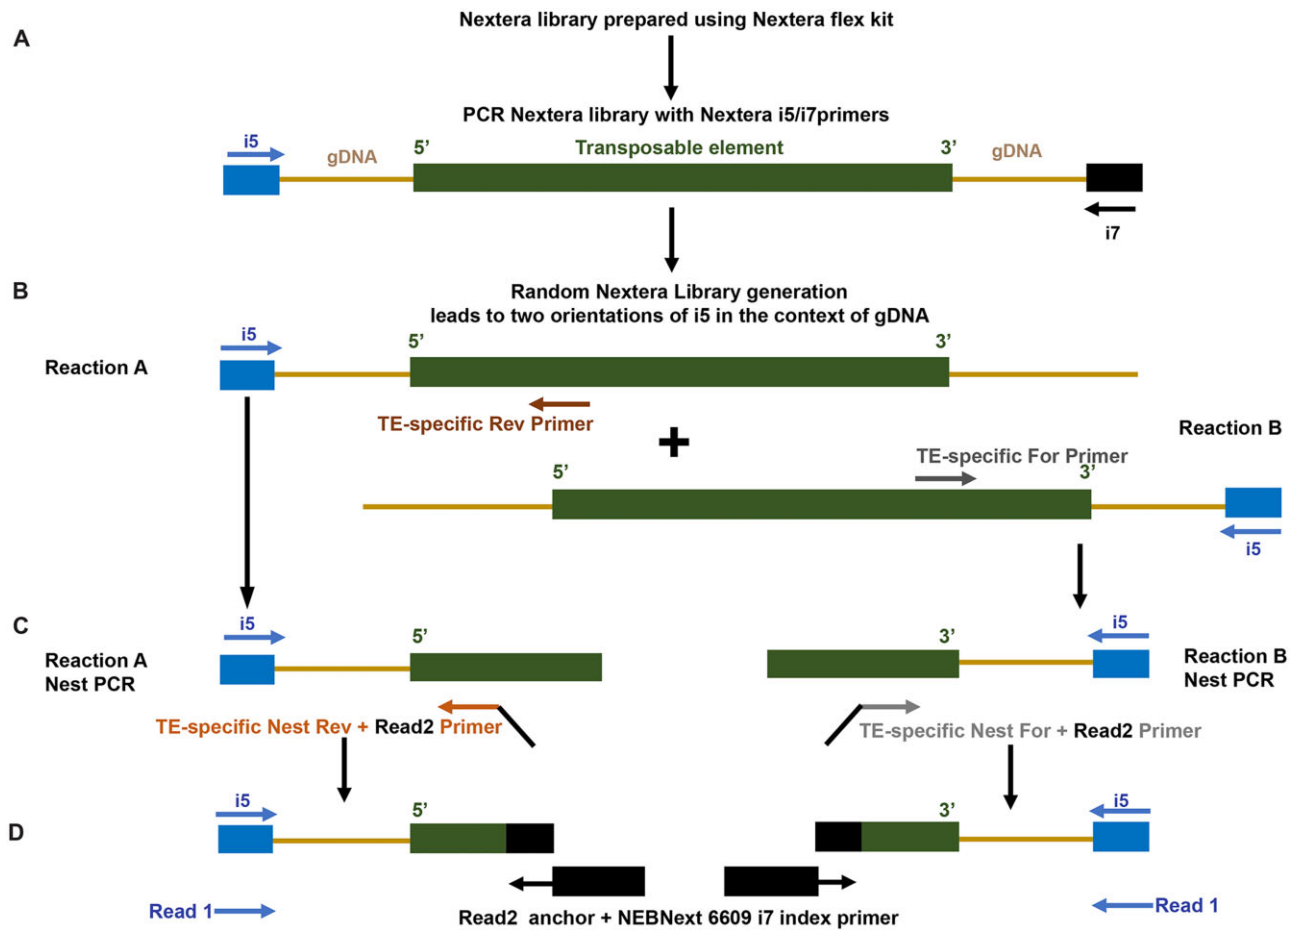 A
Nextera library prepared using Nextera flex kit
PCR Nextera library with Nextera i5/i7primers
i5
gDNA
5’
Transposable element
3’
gDNA
i7
B
Random Nextera Library generation
leads to two orientations of i5 in the context of gDNA
i5
5’
3’
Reaction A
TE-specific Rev Primer
+
Reaction B
TE-specific For Primer
5’
3’
i5
C
i5
5’
3’
i5
Reaction A
Nest PCR
Reaction B
Nest PCR
TE-specific Nest Rev + Read2 Primer
TE-specific Nest For + Read2 Primer
D
i5
5’
3’
i5
Read 1
Read 1
Read2 anchor + NEBNext 6609 i7 index primer